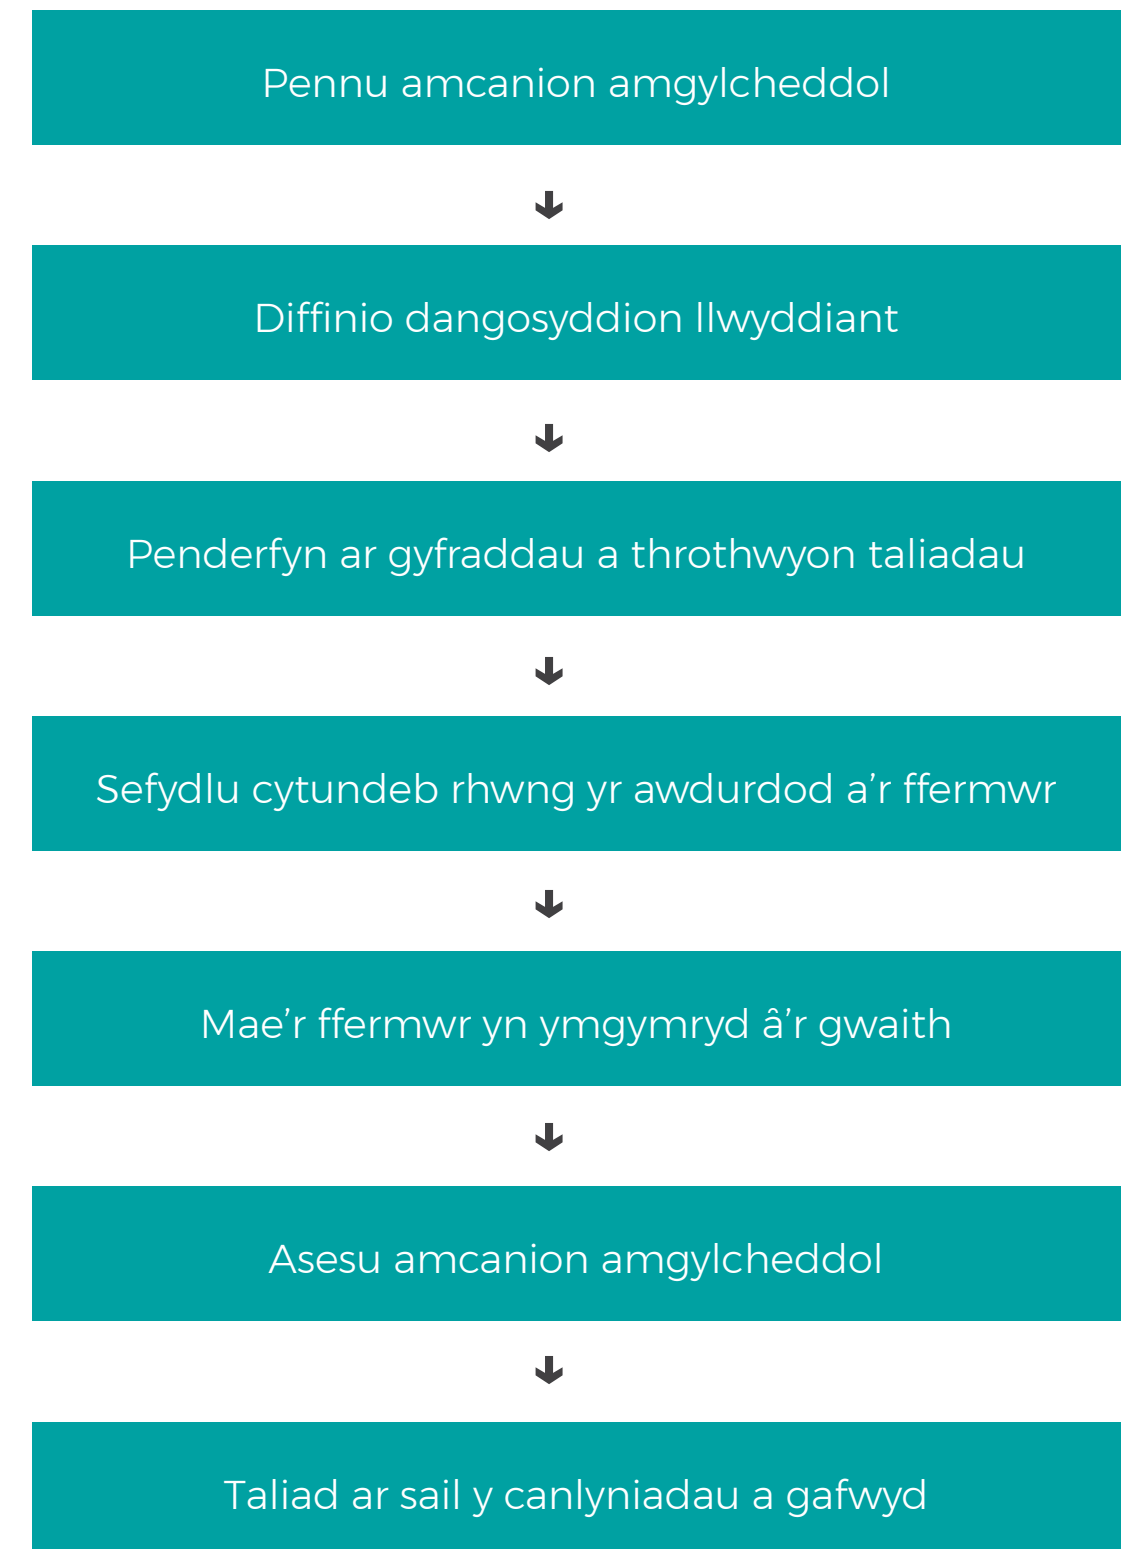 Pennu amcanion amgylcheddol
Diffinio dangosyddion llwyddiant
Penderfyn ar gyfraddau a throthwyon taliadau
Sefydlu cytundeb rhwng yr awdurdod a’r ffermwr
Mae’r ffermwr yn ymgymryd â’r gwaith
Asesu amcanion amgylcheddol
Taliad ar sail y canlyniadau a gafwyd